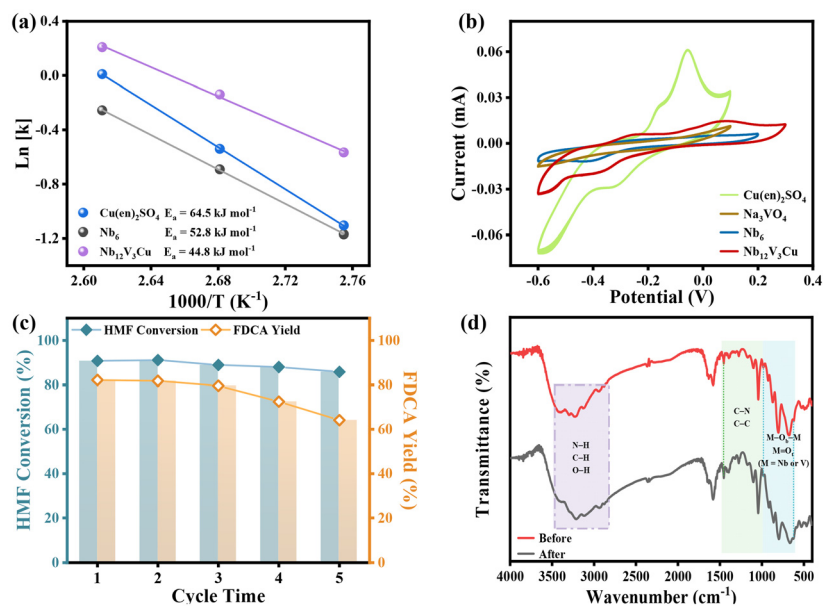 (a)
0.4
0.0
-0.4
-0.8
-1.2
Ln [k]
Cu(en)₂SO₄ Eₐ = 64.5 kJ mol⁻¹
Nb₆ Eₐ = 52.8 kJ mol⁻¹
Nb₁₂V₃Cu Eₐ = 44.8 kJ mol⁻¹
2.60 2.64 2.68 2.72 2.76
1000/T (K⁻¹)
(b)
0.06
0.03
0.00
-0.03
-0.06
Current (mA)
Cu(en)₂SO₄
Na₃VO₄
Nb₆
Nb₁₂V₃Cu
-0.6 -0.4 -0.2 0.0 0.2 0.4
Potential (V)
(c)
HMF Conversion FDCA Yield
100
80
60
40
20
0
HMF Conversion (%)
100
80
60
40
20
0
FDCA Yield (%)
1 2 3 4 5
Cycle Time
(d)
Transmittance (%)
N–H
C–H
O–H
C–N
C–C
M–Ob–M
M=Ot
(M = Nb or V)
Before
After
4000 3500 3000 2500 2000 1500 1000 500
Wavenumber (cm⁻¹)